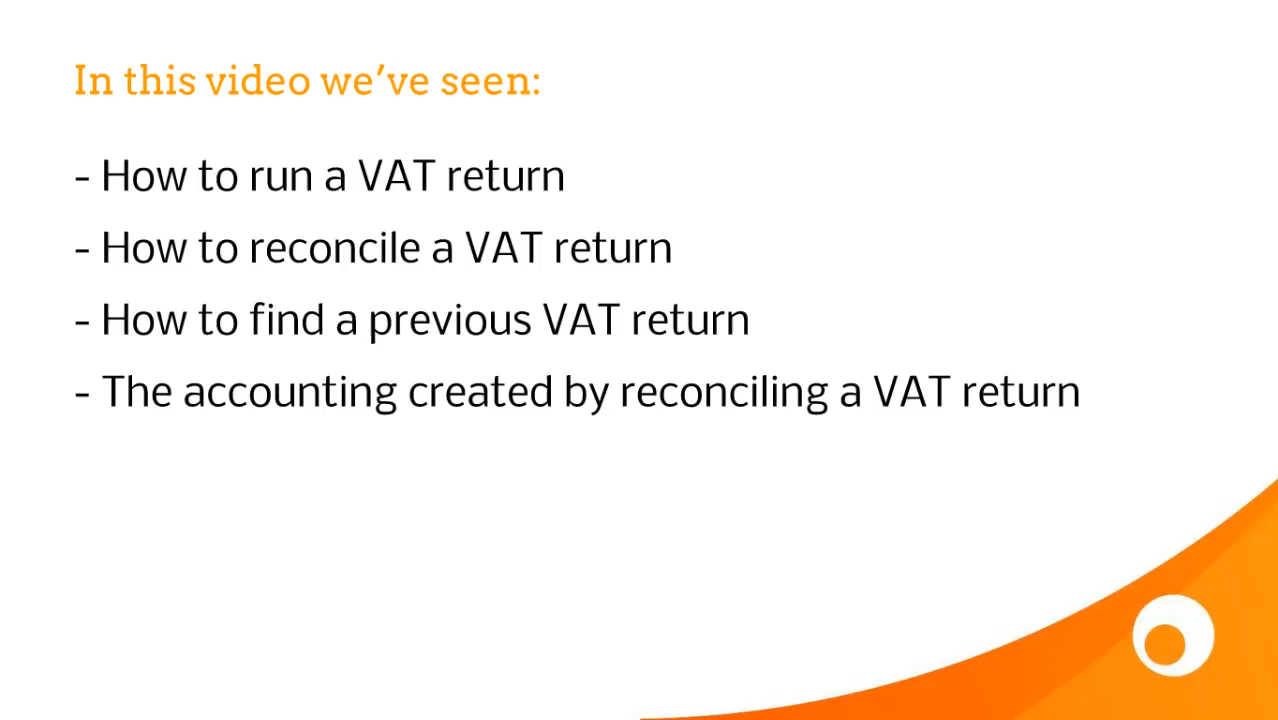 In this video we’ve seen:
- How to run a VAT return
- How to reconcile a VAT return
- How to find a previous VAT return
- The accounting created by reconciling a VAT return